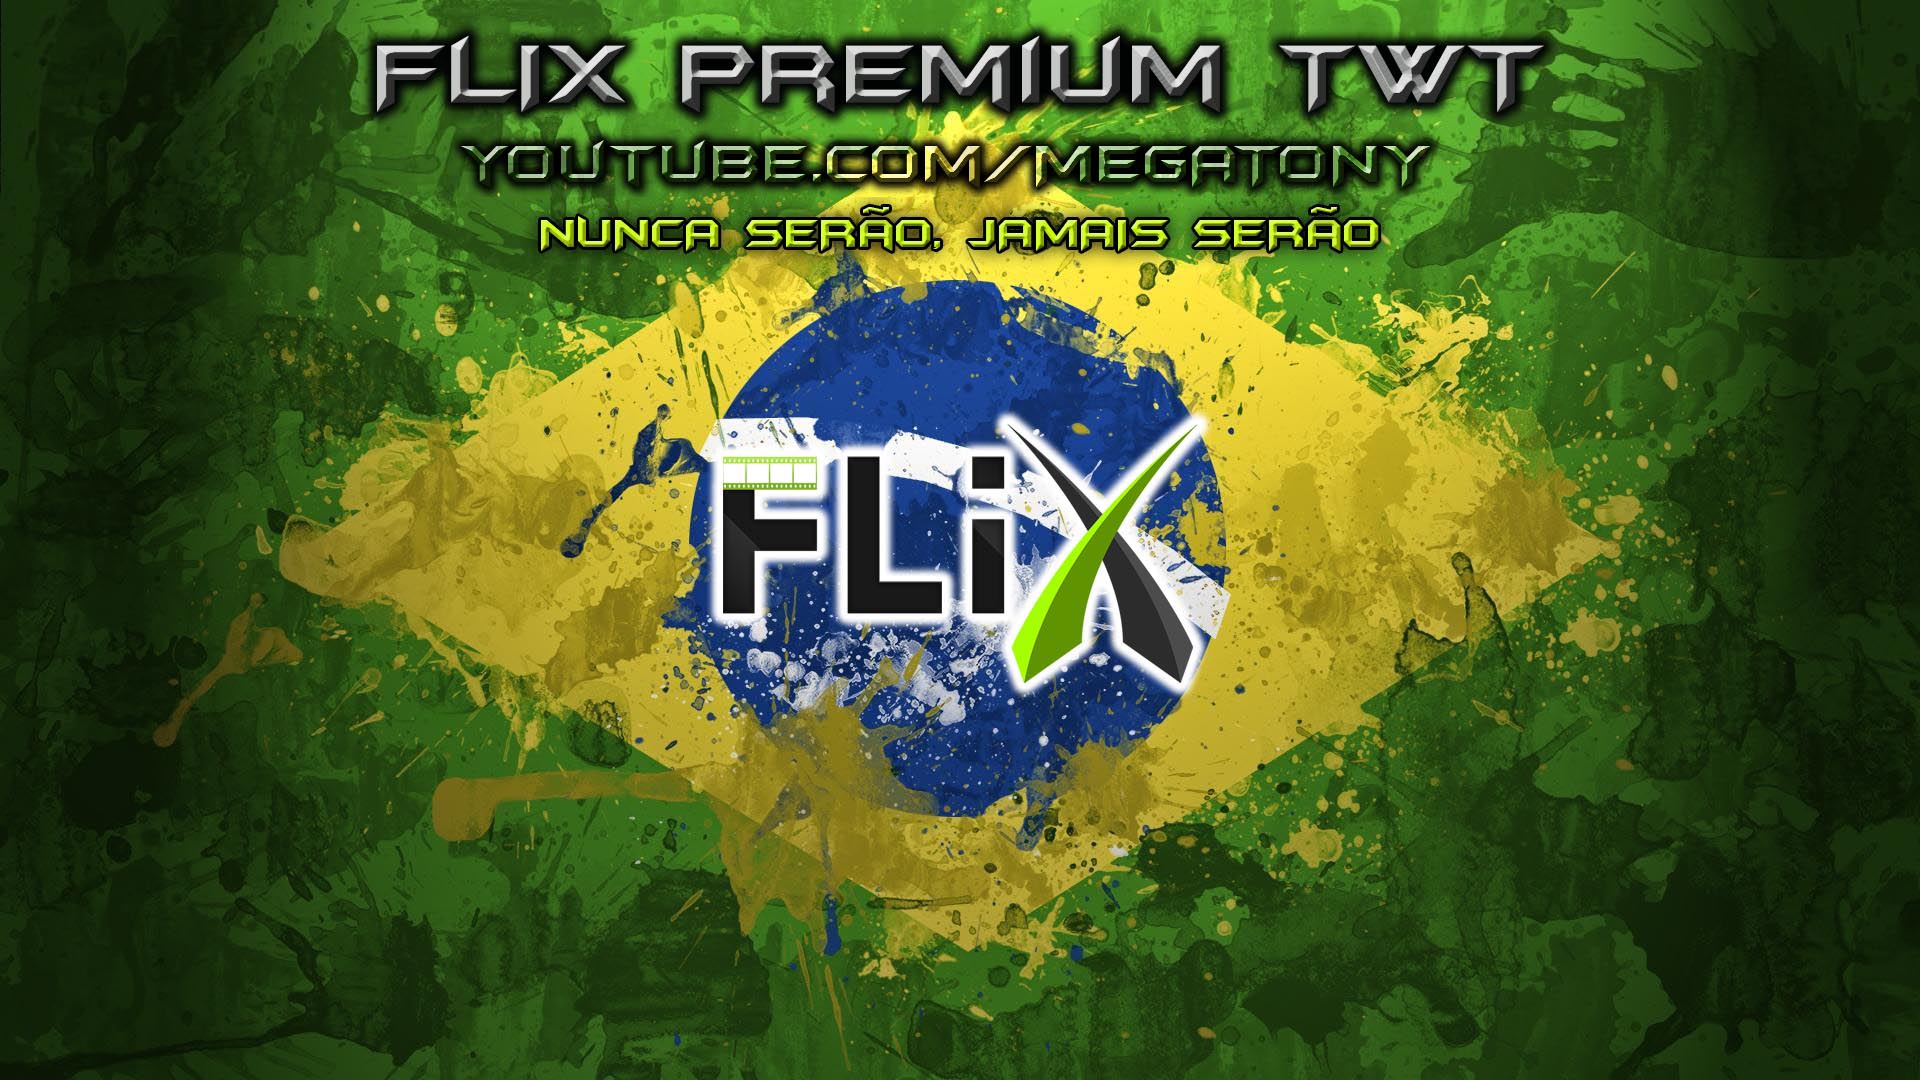 FLIX PREMIUM TWT
YOUTUBE.COM/MEGATONY
NUNCA SERÃO, JAMAIS SERÃO
FLiX